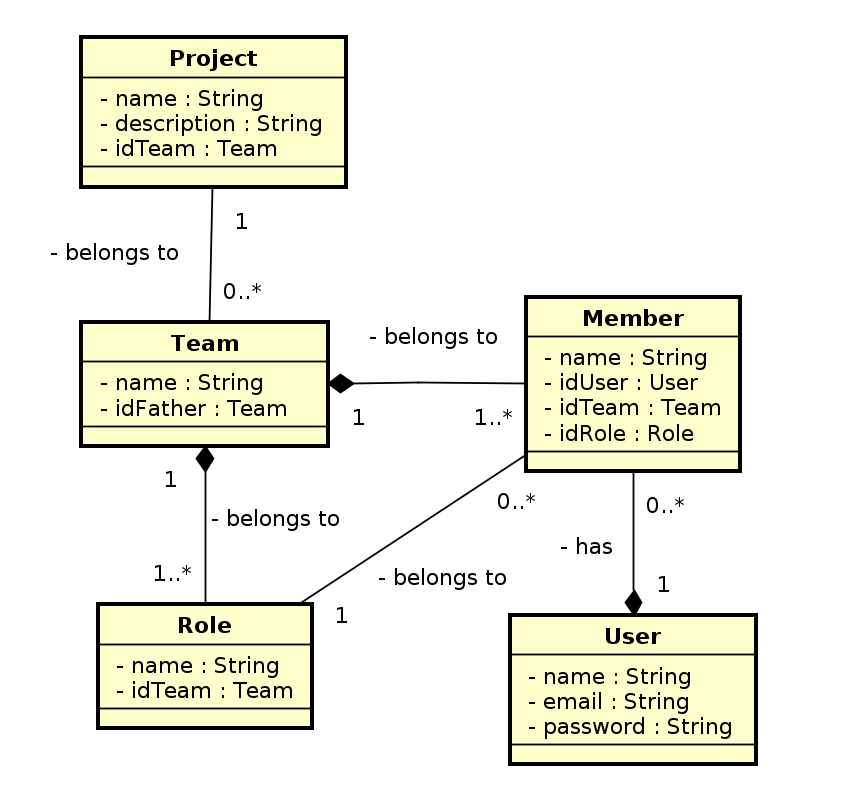 Project
- name : String
- description : String
- idTeam : Team
1
- belongs to
0..*
Team
- name : String
- idFather : Team
- belongs to
1
1..*
Member
- name : String
- idUser : User
- idTeam : Team
- idRole : Role
1
- belongs to
1..*
0..*
- belongs to
1
0..*
- has
1
Role
- name : String
- idTeam : Team
User
- name : String
- email : String
- password : String